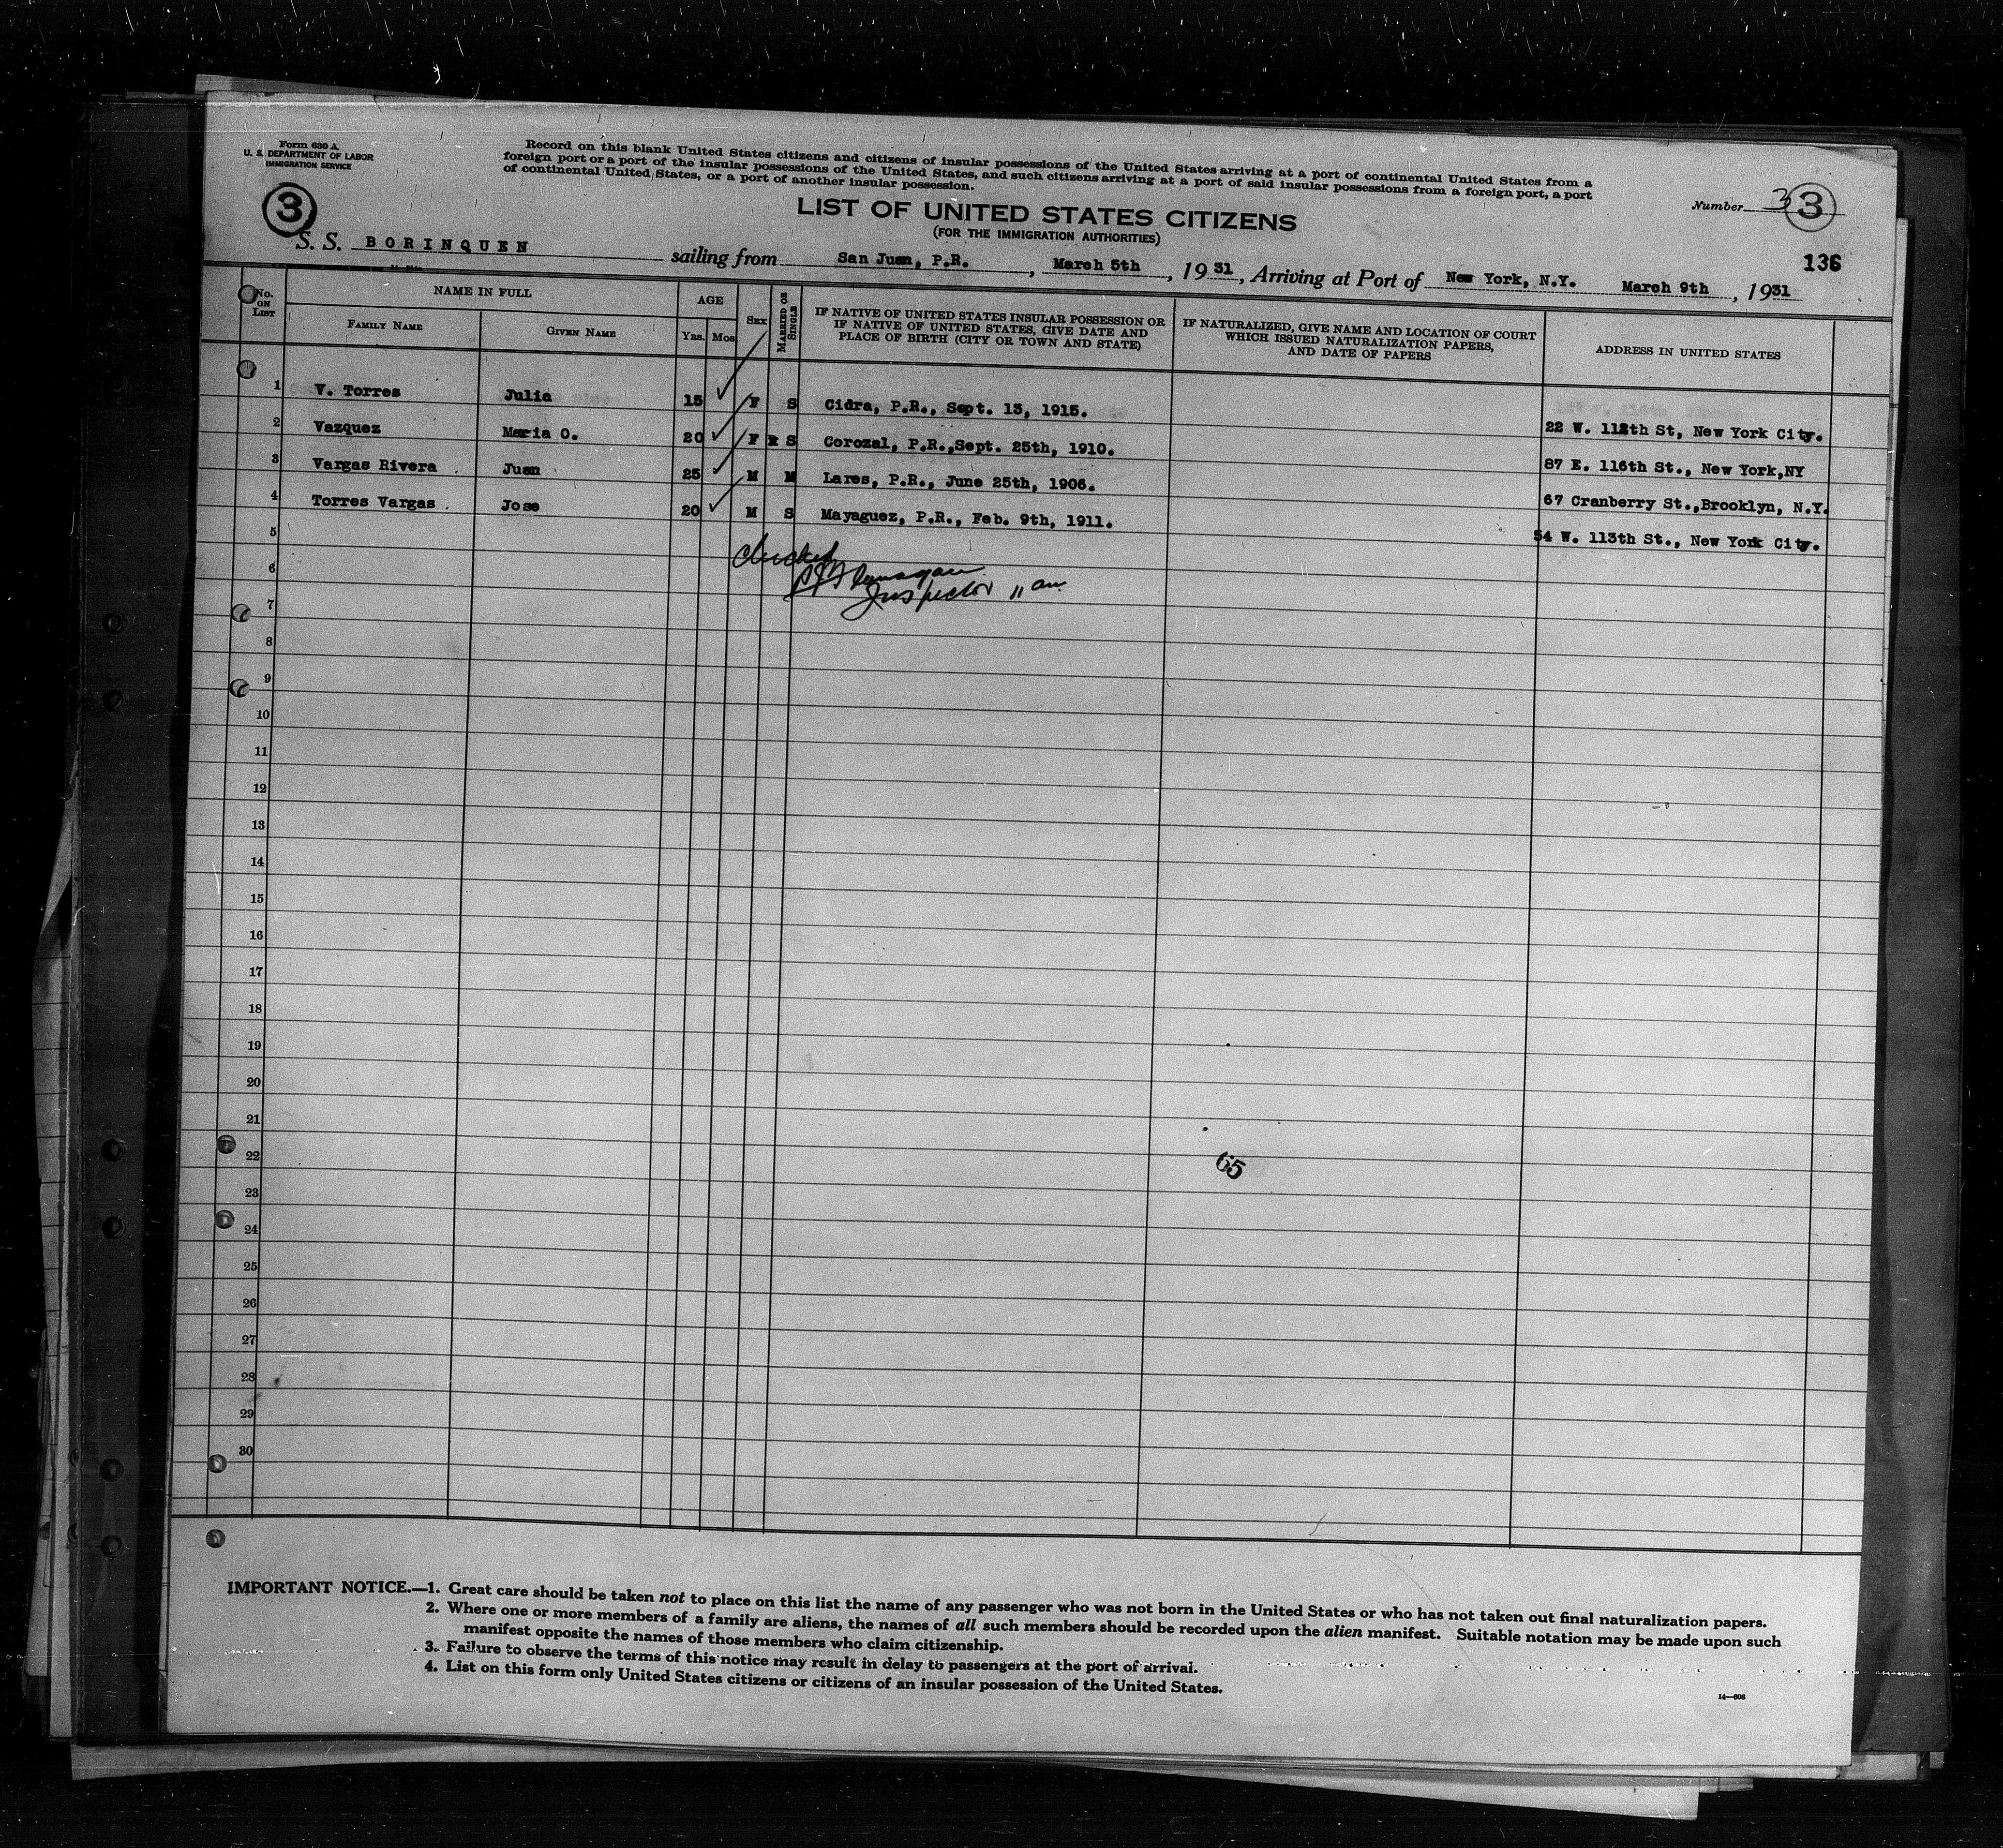 Form 630 A
U. S. DEPARTMENT OF LABOR
IMMIGRATION SERVICE
Record on this blank United States citizens and citizens of insular possessions of the United States arriving at a port of continental United States from a
foreign port or a port of the insular possessions of the United States, and such citizens arriving at a port of said insular possessions from a foreign port, a port
of continental United States, or a port of another insular possession.
3
Number 3 3
LIST OF UNITED STATES CITIZENS
(FOR THE IMMIGRATION AUTHORITIES)
136
S. S. BORINQUEN sailing from San Juan, P.R. , March 5th , 19 31, Arriving at Port of New York, N.Y. March 9th , 1931
No. ON LIST NAME IN FULL AGE SEX MARRIED OR SINGLE IF NATIVE OF UNITED STATES INSULAR POSSESSION OR IF NATIVE OF UNITED STATES, GIVE DATE AND PLACE OF BIRTH (CITY OR TOWN AND STATE) IF NATURALIZED, GIVE NAME AND LOCATION OF COURT WHICH ISSUED NATURALIZATION PAPERS, AND DATE OF PAPERS ADDRESS IN UNITED STATES
FAMILY NAME GIVEN NAME YRS. MOS
1 V. Torres Julia 15 F S Cidra, P.R., Sept. 13, 1915. 22 W. 112th St, New York City.
2 Vazquez Maria O. 20 F S Corozal, P.R.,Sept. 25th, 1910. 87 E. 116th St., New York,NY
3 Vargas Rivera Juan 25 M M Lares, P.R., June 25th, 1906. 67 Cranberry St.,Brooklyn, N.Y.
4 Torres Vargas Jose 20 M S Mayaguez, P.R., Feb. 9th, 1911. 54 W. 113th St., New York City.
5
6 checked
7 Inspector 11 am
8
9
10
11
12
13
14
15
16
17
18
19
20
21
22 65
23
24
25
26
27
28
29
30
IMPORTANT NOTICE.—1. Great care should be taken not to place on this list the name of any passenger who was not born in the United States or who has not taken out final naturalization papers.
2. Where one or more members of a family are aliens, the names of all such members should be recorded upon the alien manifest. Suitable notation may be made upon such
manifest opposite the names of those members who claim citizenship.
3. Failure to observe the terms of this notice may result in delay to passengers at the port of arrival.
4. List on this form only United States citizens or citizens of an insular possession of the United States.
14—608